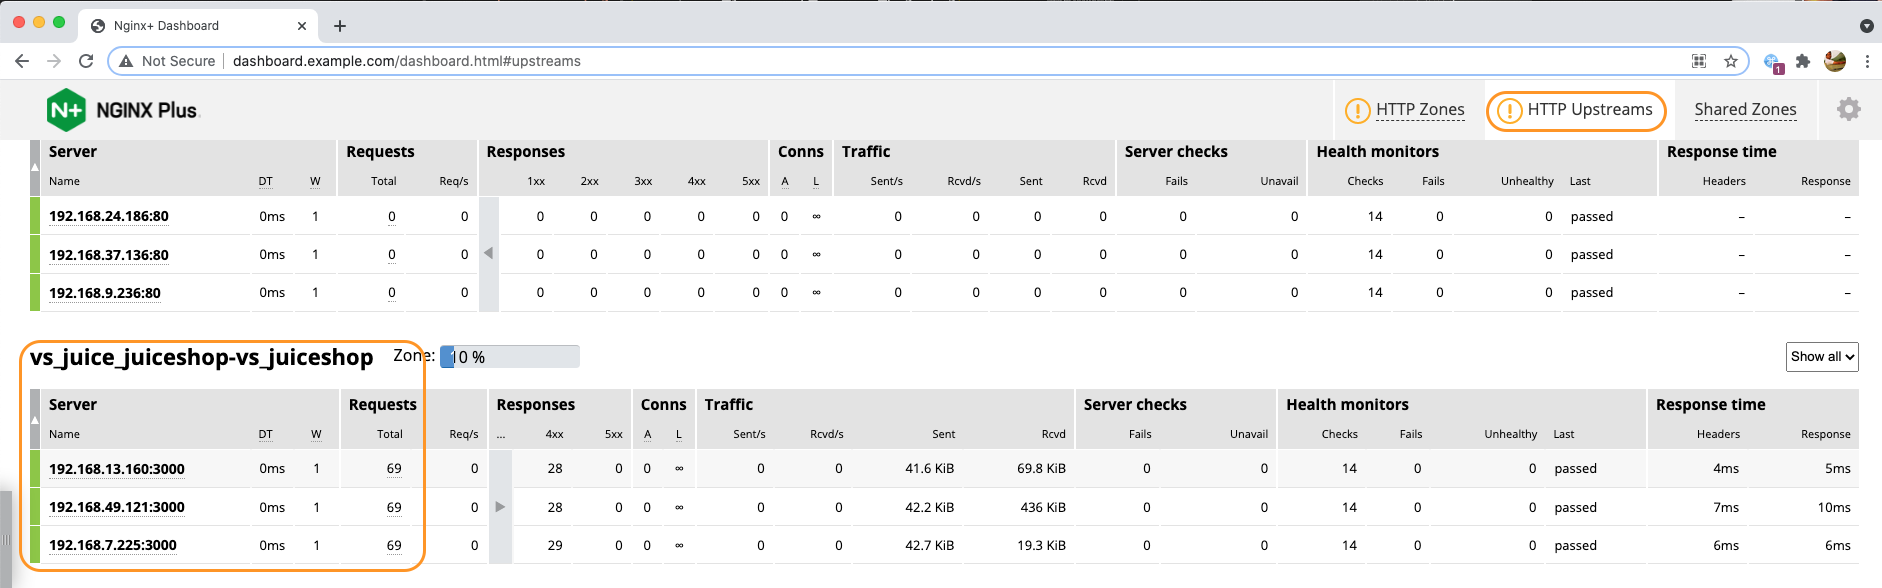 Nginx+ Dashboard
Not Secure dashboard.example.com/dashboard.html#upstreams
1
N+ NGINX Plus
HTTP Zones HTTP Upstreams Shared Zones
Server Requests Responses Conns Traffic Server checks Health monitors Response time
Name DT W Total Req/s 1xx 2xx 3xx 4xx 5xx A L Sent/s Rcvd/s Sent Rcvd Fails Unavail Checks Fails Unhealthy Last Headers Response
192.168.24.186:80 0ms 1 0 0 0 0 0 0 0 0 ∞ 0 0 0 0 0 0 14 0 0 passed – –
192.168.37.136:80 0ms 1 0 0 0 0 0 0 0 0 ∞ 0 0 0 0 0 0 14 0 0 passed – –
192.168.9.236:80 0ms 1 0 0 0 0 0 0 0 0 ∞ 0 0 0 0 0 0 14 0 0 passed – –
vs_juice_juiceshop-vs_juiceshop Zone: 10 % Show all
Server Requests Responses Conns Traffic Server checks Health monitors Response time
Name DT W Total Req/s ... 4xx 5xx A L Sent/s Rcvd/s Sent Rcvd Fails Unavail Checks Fails Unhealthy Last Headers Response
192.168.13.160:3000 0ms 1 69 0 28 0 0 ∞ 0 0 41.6 KiB 69.8 KiB 0 0 14 0 0 passed 4ms 5ms
192.168.49.121:3000 0ms 1 69 0 28 0 0 ∞ 0 0 42.2 KiB 436 KiB 0 0 14 0 0 passed 7ms 10ms
192.168.7.225:3000 0ms 1 69 0 29 0 0 ∞ 0 0 42.7 KiB 19.3 KiB 0 0 14 0 0 passed 6ms 6ms